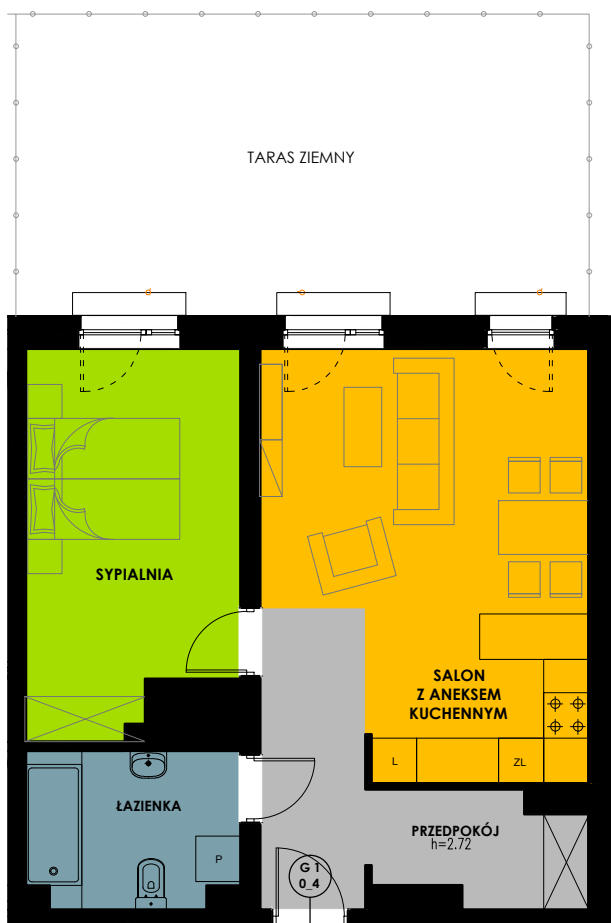 TARAS ZIEMNY
SYPIALNIA
SALON
Z ANEKSEM
KUCHENNYM
L
ZL
ŁAZIENKA
P
PRZEDPOKÓJ
h=2.72
G 1
0_4